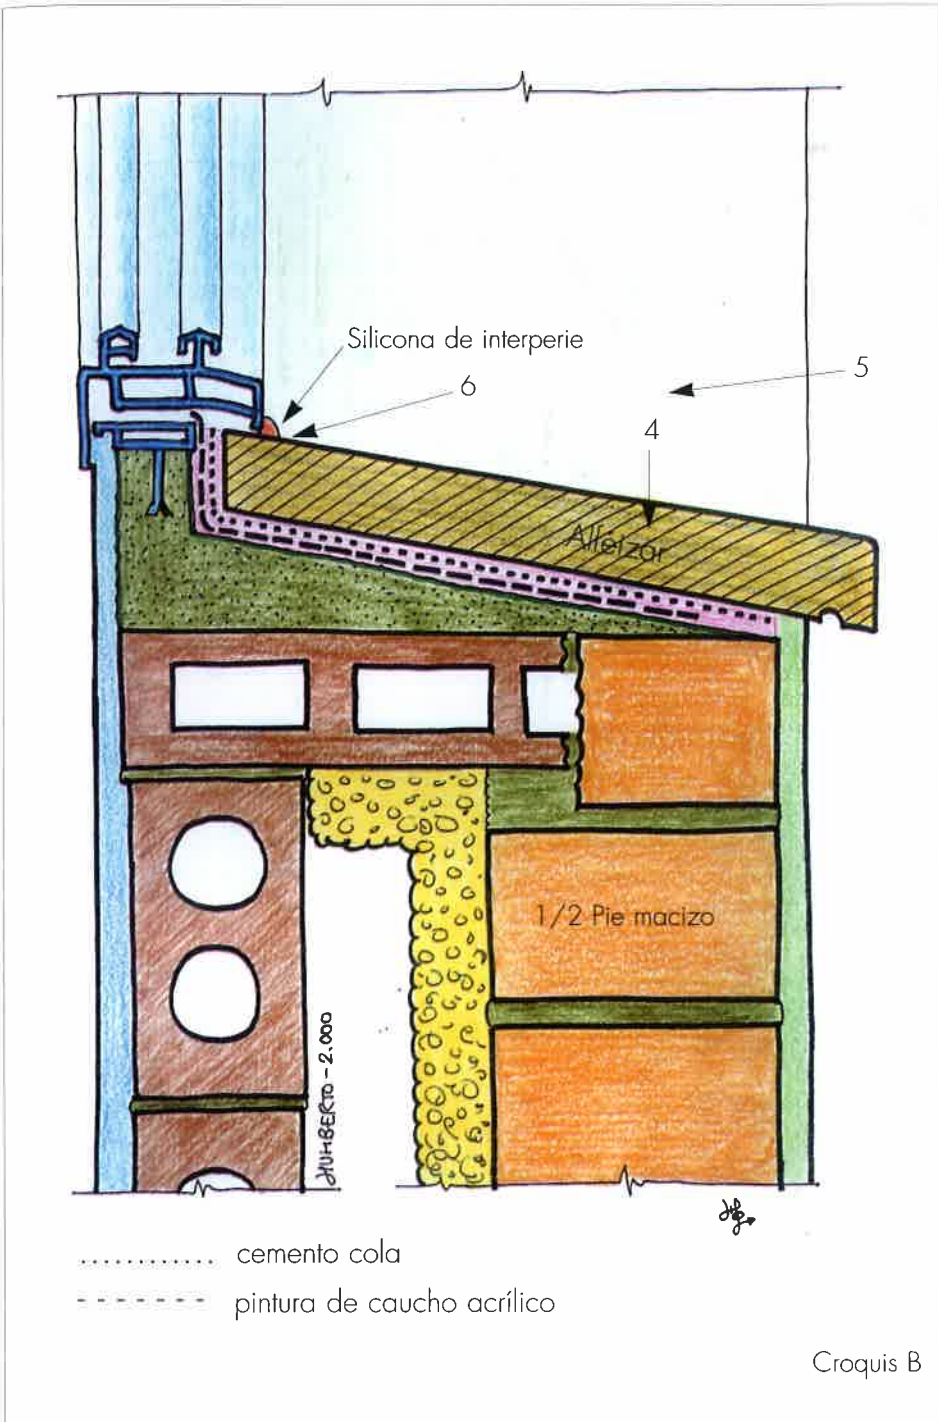 Silicona de interperie
6
5
4
Alfeizar
1/2 Pie macizo
HUMBERTO - 2.000
cemento cola
pintura de caucho acrílico
Croquis B